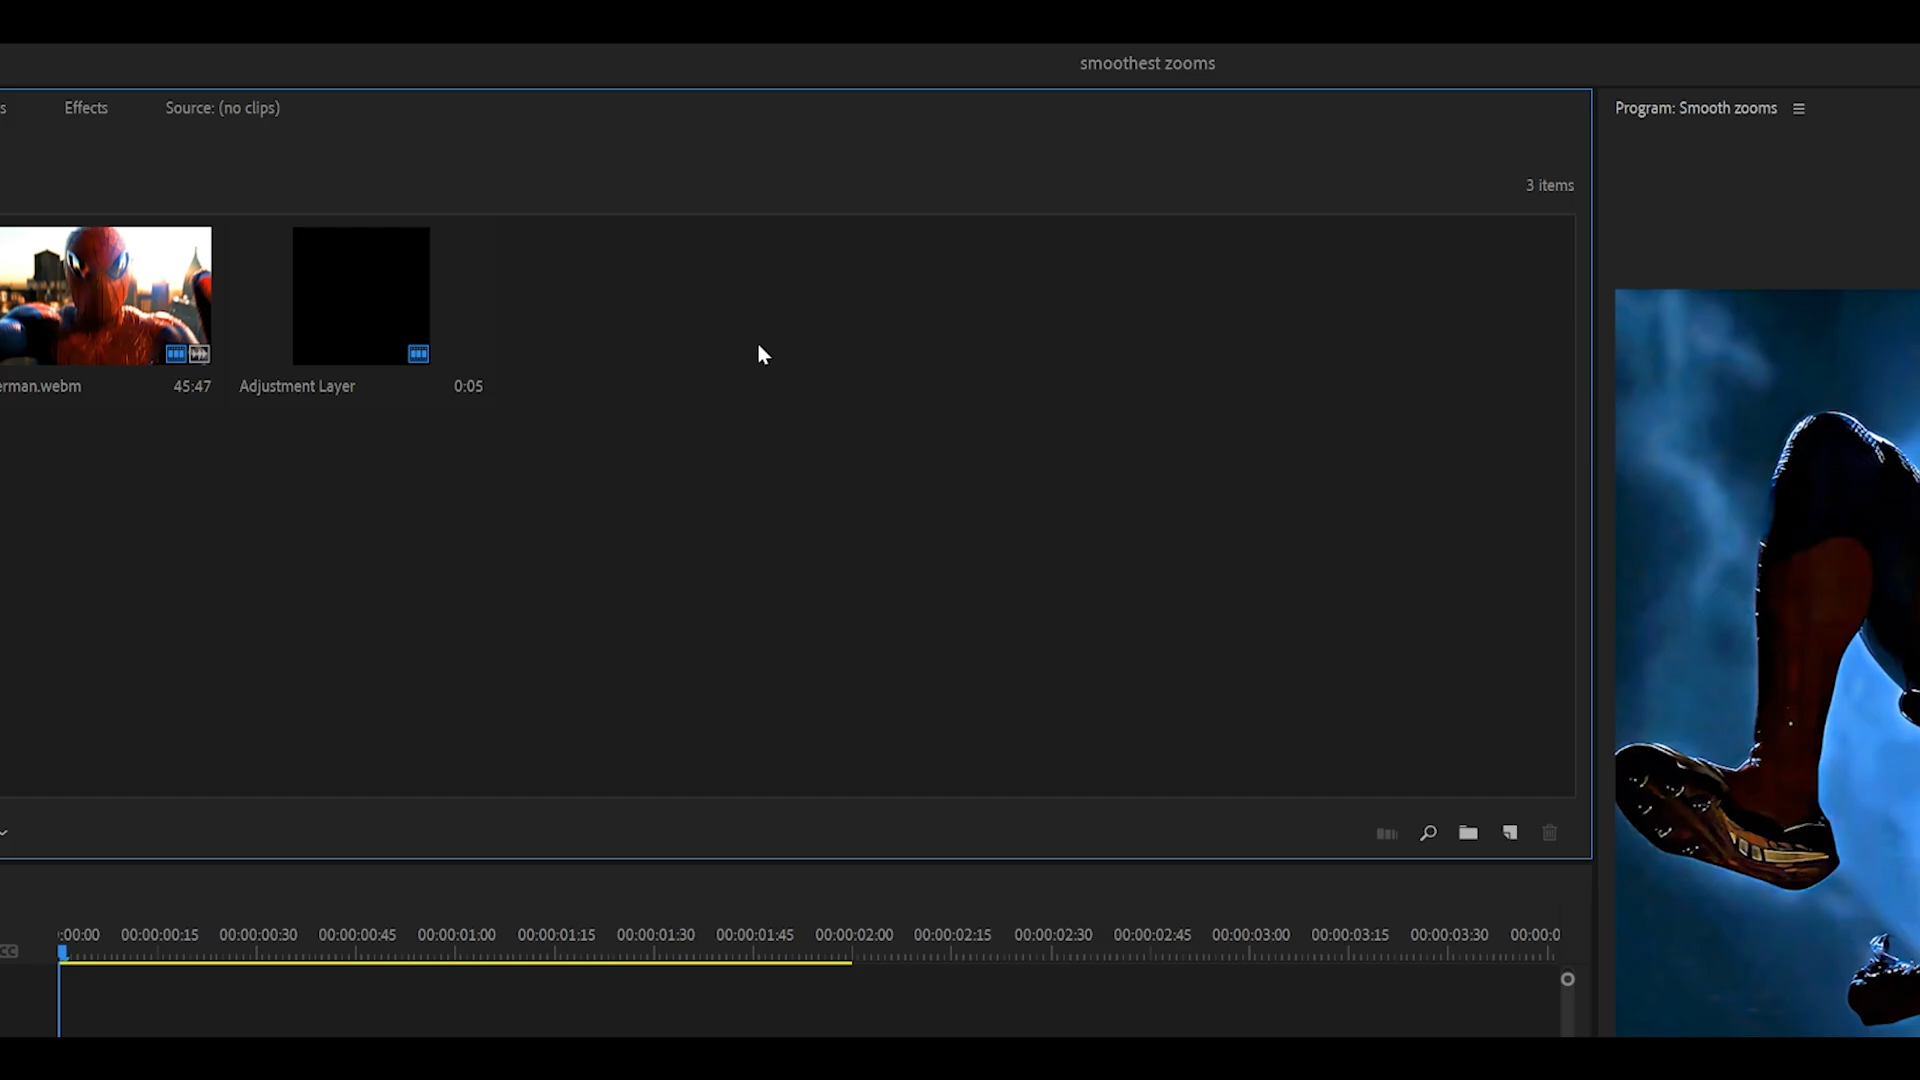 smoothest zooms
s Effects Source: (no clips)
Program: Smooth zooms
3 items
erman.webm 45:47
Adjustment Layer 0:05
:00:00 00:00:00:15 00:00:00:30 00:00:00:45 00:00:01:00 00:00:01:15 00:00:01:30 00:00:01:45 00:00:02:00 00:00:02:15 00:00:02:30 00:00:02:45 00:00:03:00 00:00:03:15 00:00:03:30 00:00:0
CC